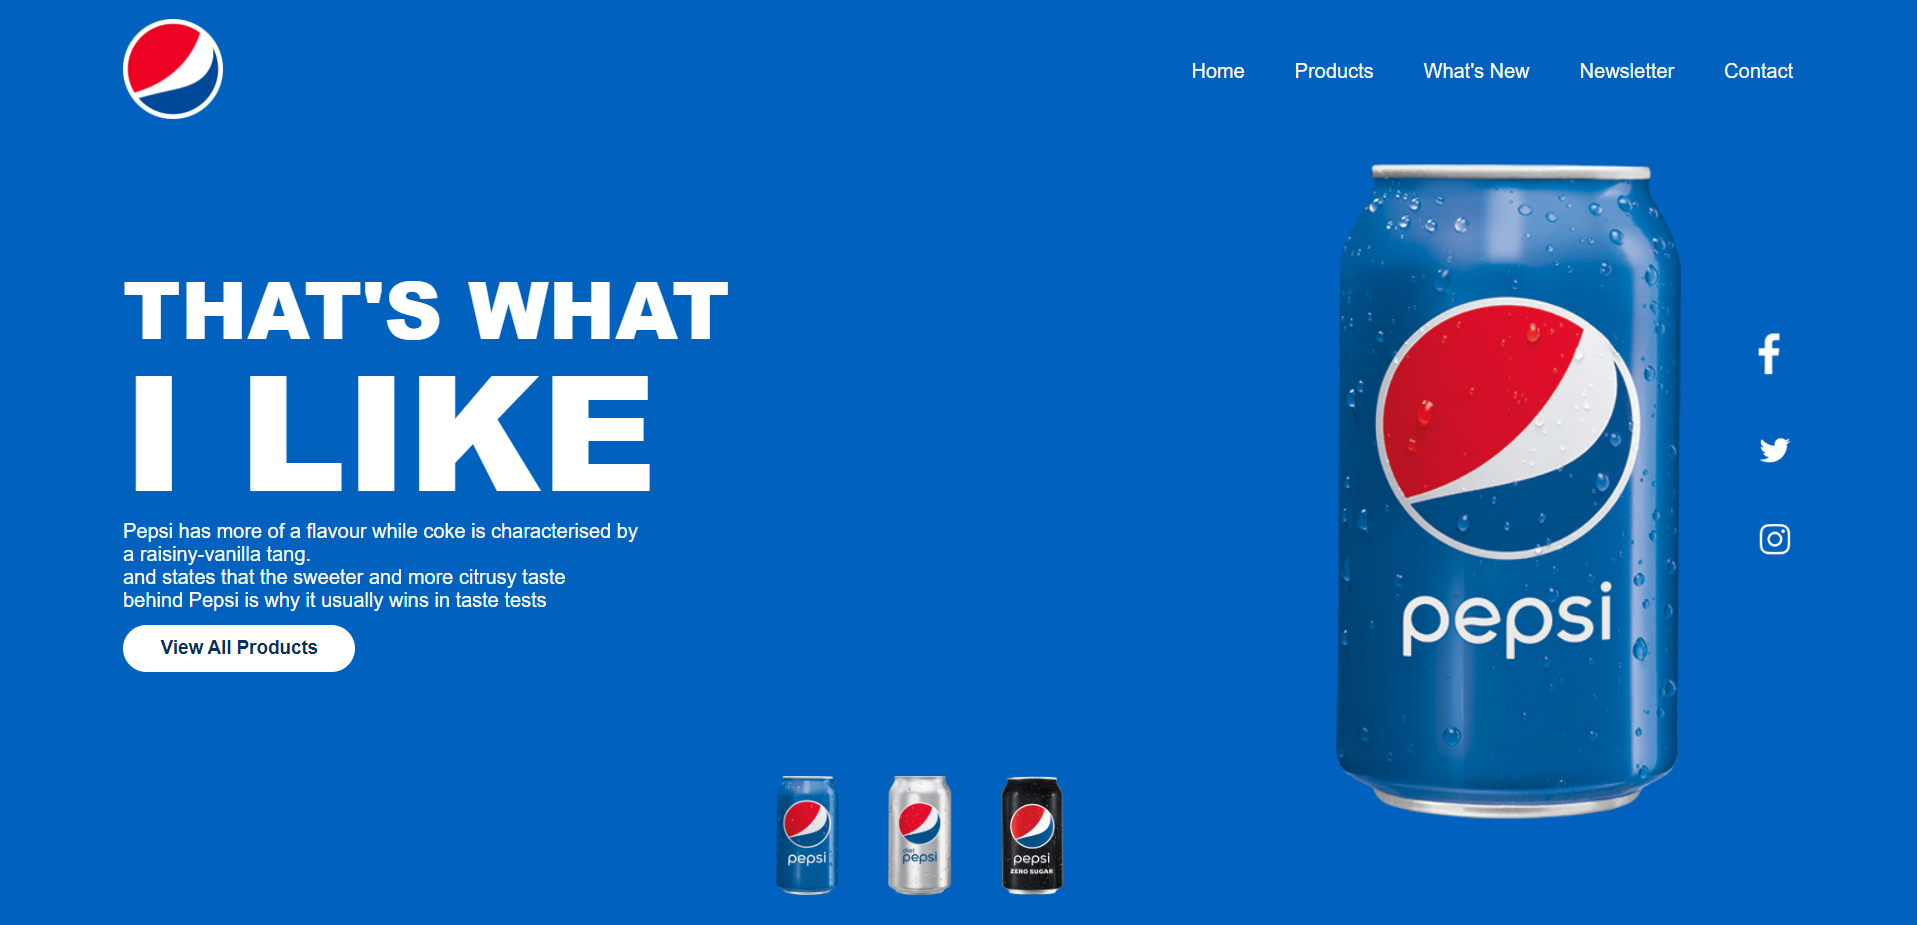 Home
Products
What's New
Newsletter
Contact
THAT'S WHAT
I LIKE
Pepsi has more of a flavour while coke is characterised by
a raisiny-vanilla tang.
and states that the sweeter and more citrusy taste
behind Pepsi is why it usually wins in taste tests
View All Products
pepsi
pepsi
diet
pepsi
pepsi
ZERO SUGAR